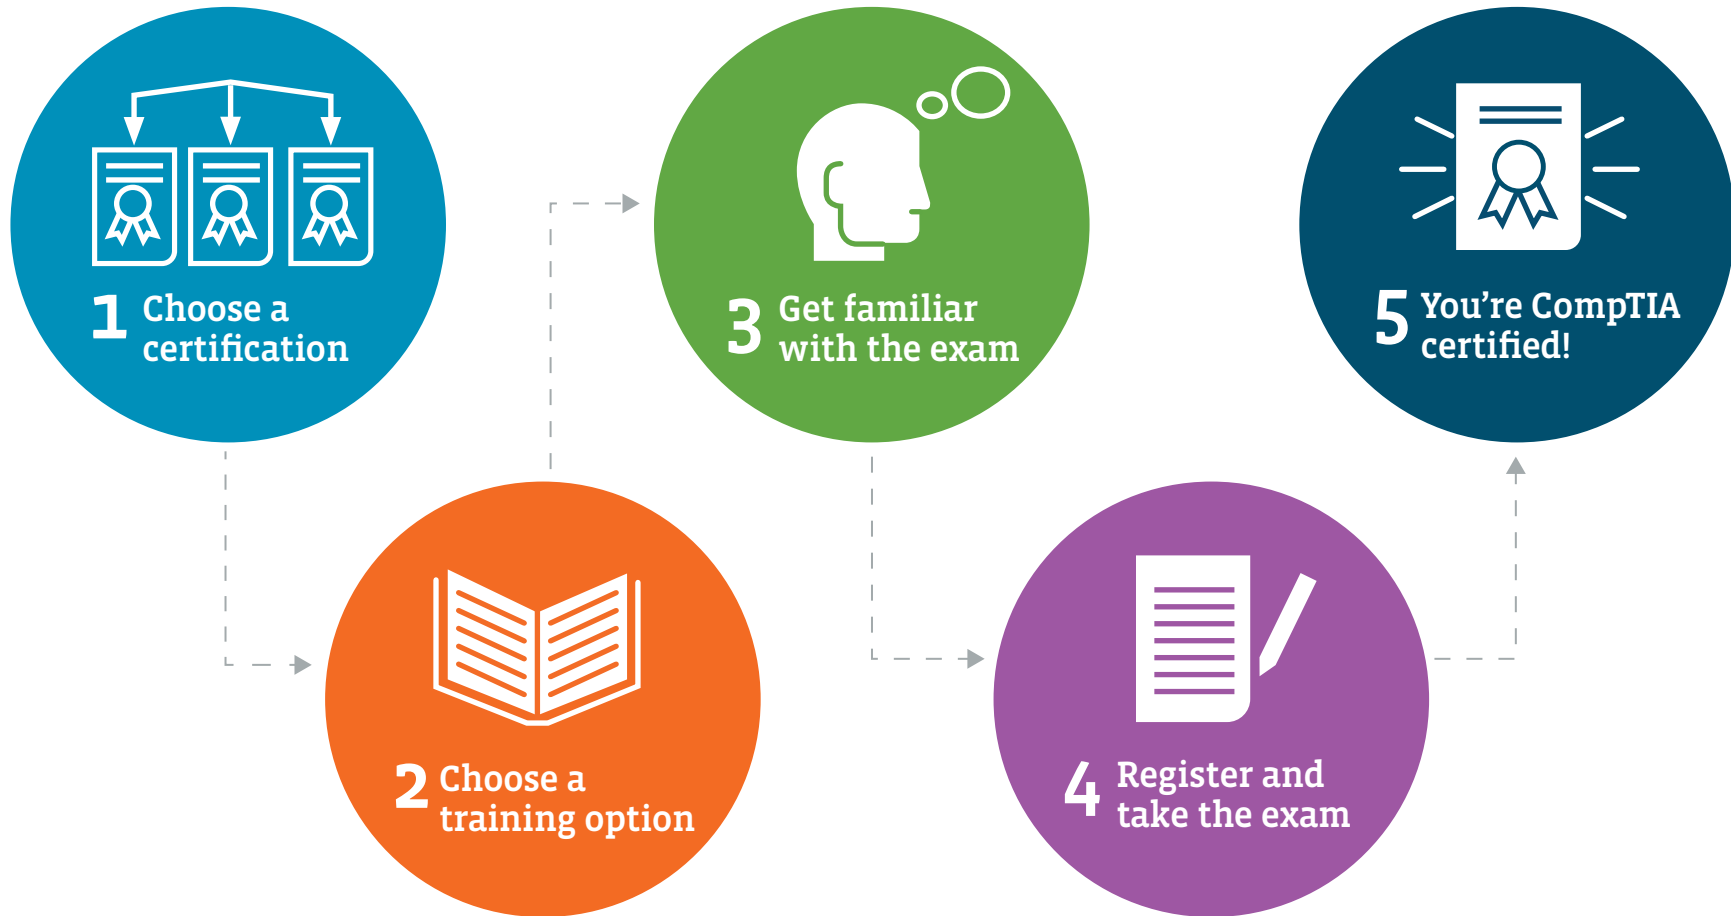 1 Choose a
certification
2 Choose a
training option
3 Get familiar
with the exam
4 Register and
take the exam
5 You’re CompTIA
certified!